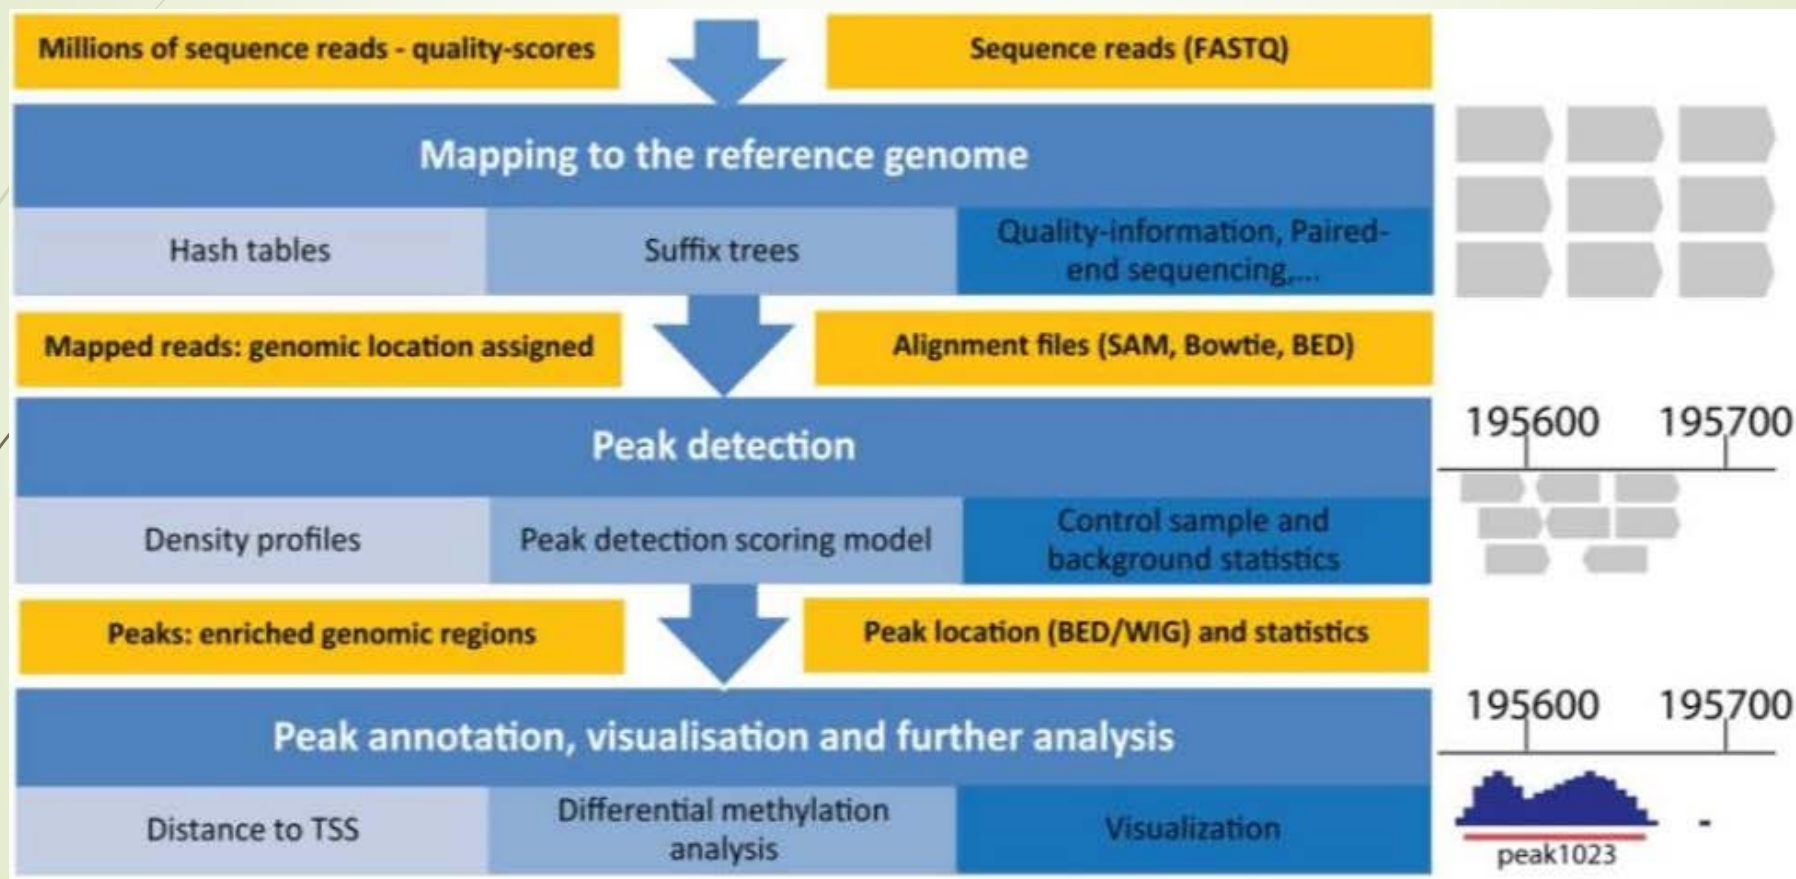 Millions of sequence reads - quality-scores
Sequence reads (FASTQ)
Mapping to the reference genome
Hash tables
Suffix trees
Quality-information, Paired-
end sequencing,...
Mapped reads: genomic location assigned
Alignment files (SAM, Bowtie, BED)
Peak detection
195600
195700
Density profiles
Peak detection scoring model
Control sample and
background statistics
Peaks: enriched genomic regions
Peak location (BED/WIG) and statistics
Peak annotation, visualisation and further analysis
195600
195700
Distance to TSS
Differential methylation
analysis
Visualization
peak1023